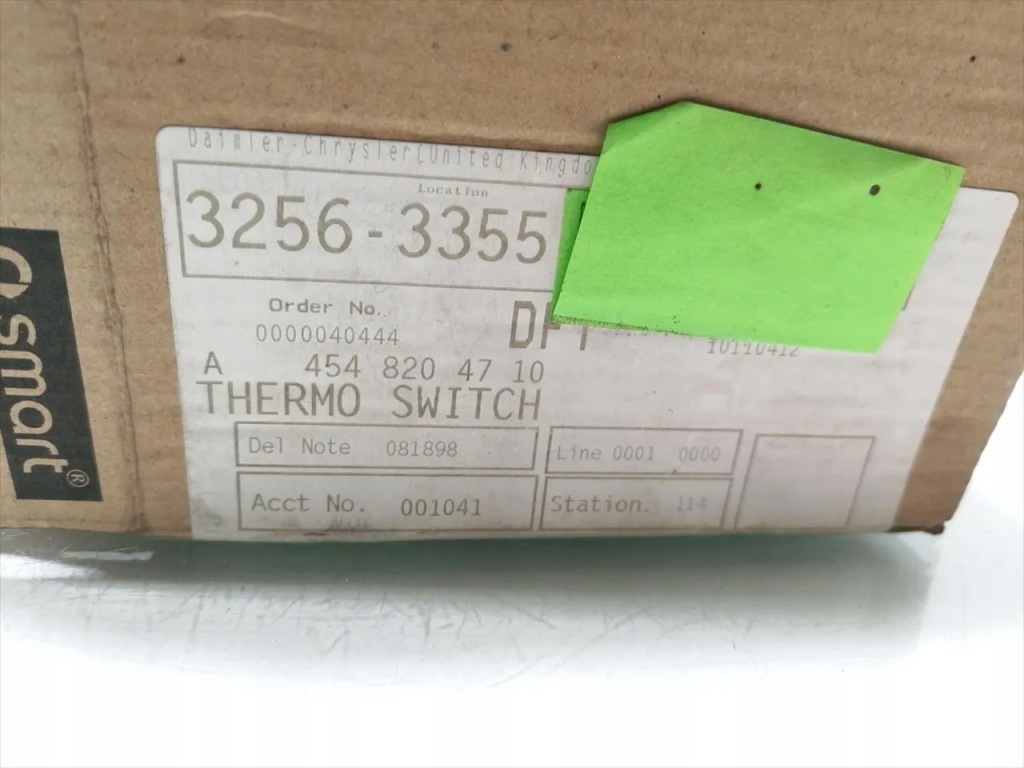 Daimler-Chrysler(United Kingdo
Location
3256-3355
Order No.
0000040444
10110412
A 454 820 47 10
THERMO SWITCH
Del Note 081898
Line 0001 0000
Acct No. 001041
Station. 114
smart®